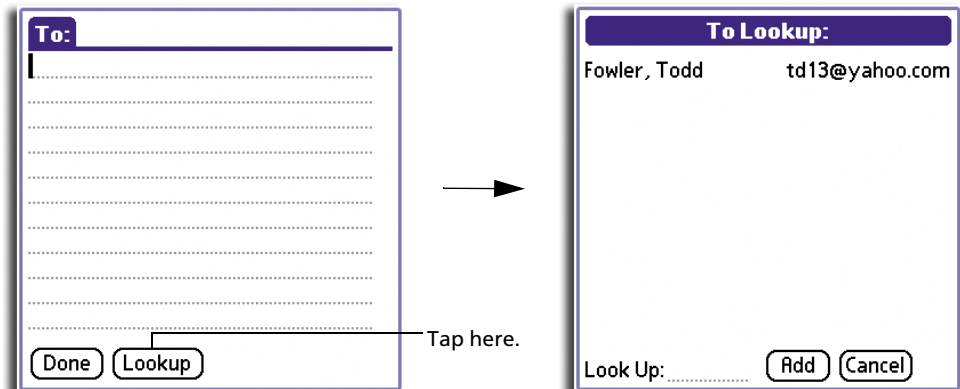 To:
Done
Lookup
Tap here.
To Lookup:
Fowler, Todd td13@yahoo.com
Look Up:
Add
Cancel